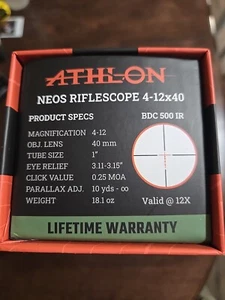 ATHLON
NEOS RIFLESCOPE 4-12x40
PRODUCT SPECS BDC 500 IR
MAGNIFICATION 4-12
OBJ. LENS 40 mm
TUBE SIZE 1"
EYE RELIEF 3.11-3.15"
CLICK VALUE 0.25 MOA
PARALLAX ADJ. 10 yds - ∞
WEIGHT 18.1 oz Valid @ 12X
LIFETIME WARRANTY